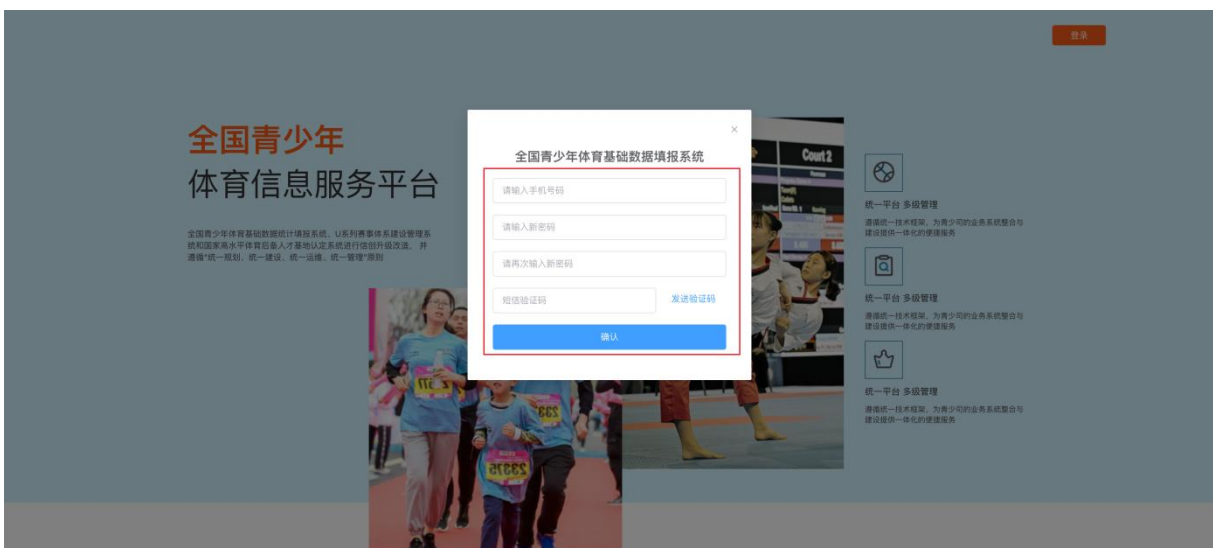 登录
全国青少年
体育信息服务平台
全国青少年体育基础数据统计填报系统、U系列赛事体系建设管理系
统和国家高水平体育后备人才基地认定系统进行信创升级改造， 并
遵循"统一规划、统一建设、统一运维、统一管理"原则
×
全国青少年体育基础数据填报系统
请输入手机号码
请输入新密码
请再次输入新密码
短信验证码
发送验证码
确认
Court 2
统一平台 多级管理
遵循统一技术框架，为青少司的业务系统整合与
建设提供一体化的便捷服务
统一平台 多级管理
遵循统一技术框架，为青少司的业务系统整合与
建设提供一体化的便捷服务
统一平台 多级管理
遵循统一技术框架，为青少司的业务系统整合与
建设提供一体化的便捷服务
23375